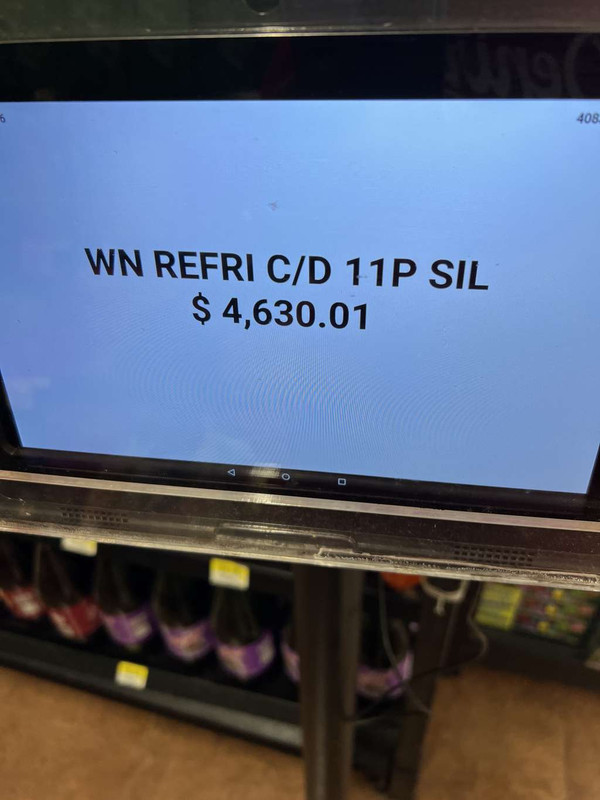 WN REFRI C/D 11P SIL
$ 4,630.01